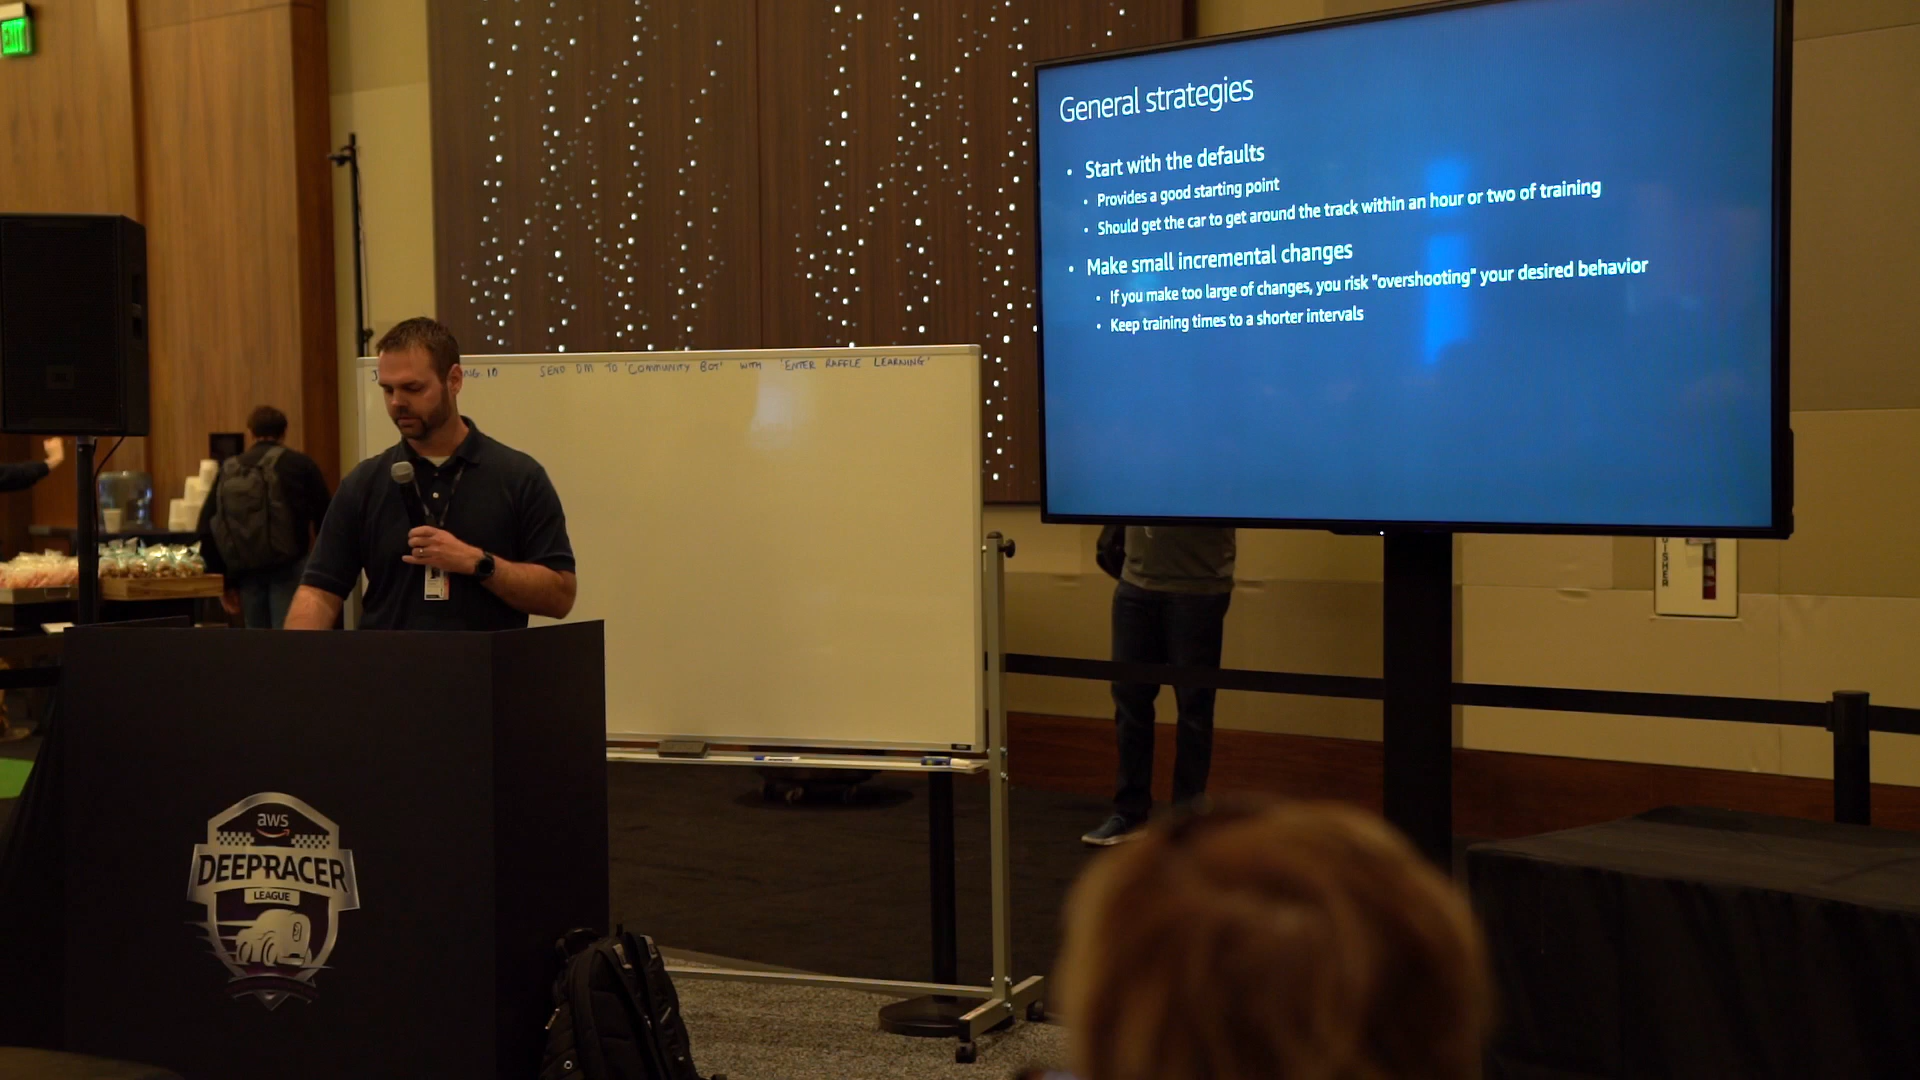 EXIT
General strategies
• Start with the defaults
• Provides a good starting point
• Should get the car to get around the track within an hour or two of training
• Make small incremental changes
• If you make too large of changes, you risk "overshooting" your desired behavior
• Keep training times to a shorter intervals
10 SEND DM TO 'COMMUNITY BOT' WITH 'ENTER RAFFLE LEARNING'
aws
DEEPRACER
LEAGUE